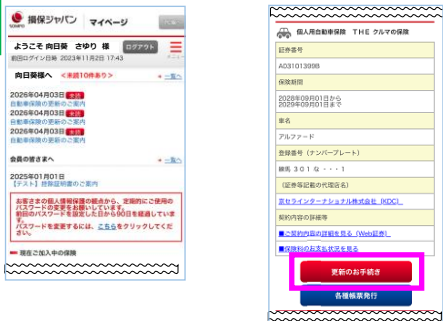 損保ジャパン マイページ
ようこそ 向日葵 さゆり 様 ログアウト
前回ログイン日時 2023年11月2日 17:43
向日葵様へ <未読10件あり> 一覧へ
2026年04月03日 未読
自動車保険の更新のご案内
2026年04月03日 未読
自動車保険の更新のご案内
2026年04月03日 未読
自動車保険の更新のご案内
会員の皆さまへ 一覧へ
2025年01月01日
【テスト】控除証明書のご案内
お客さまの個人情報保護の観点から、定期的にご使用の
パスワードの変更をお願いしています。
前回のパスワードを設定した日から90日を経過していま
す。
パスワードを変更するには、こちらをクリックしてくだ
さい。
現在ご加入中の保険
個人用自動車保険 THE クルマの保険
証券番号
A031013998
保険期間
2028年09月01日から
2029年09月01日まで
車名
アルファード
登録番号（ナンバープレート）
練馬 301 な ・・・1
（証券等記載の代理店名）
京セラインターナショナル株式会社（KDC）
契約内容の詳細等
■ご契約内容の詳細を見る（Web証券）
■保険料のお支払状況を見る
更新のお手続き
各種帳票発行